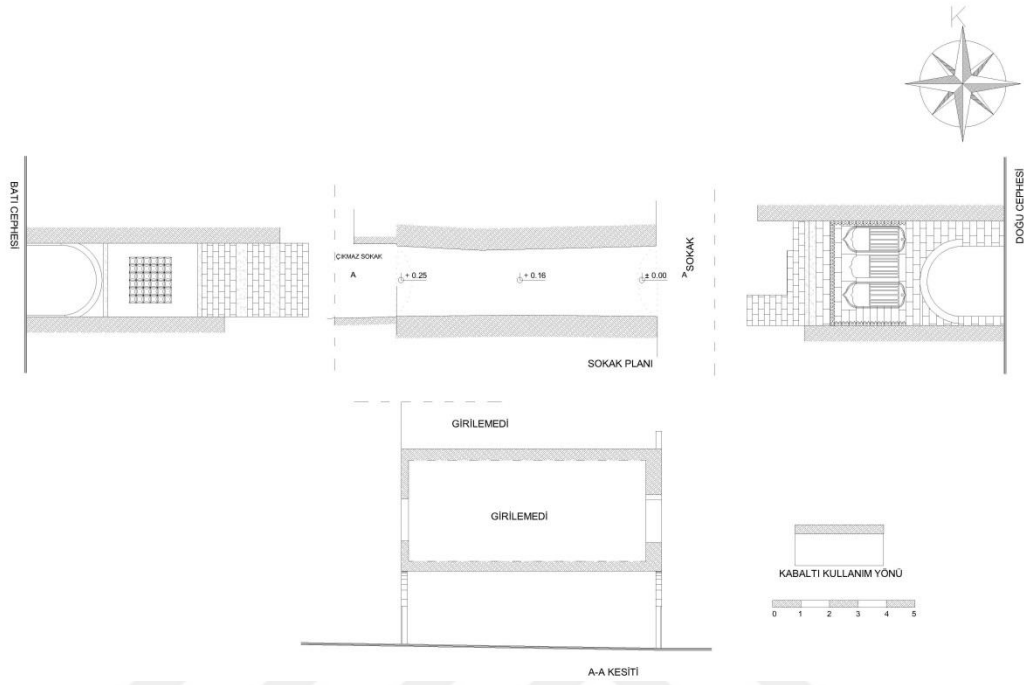 K
BATI CEPHESİ
ÇIKMAZ SOKAK
A
+ 0.25
+ 0.16
± 0.00
A
SOKAK
DOĞU CEPHESİ
SOKAK PLANI
GİRİLEMEDİ
GİRİLEMEDİ
KABALTI KULLANIM YÖNÜ
0 1 2 3 4 5
A-A KESİTİ